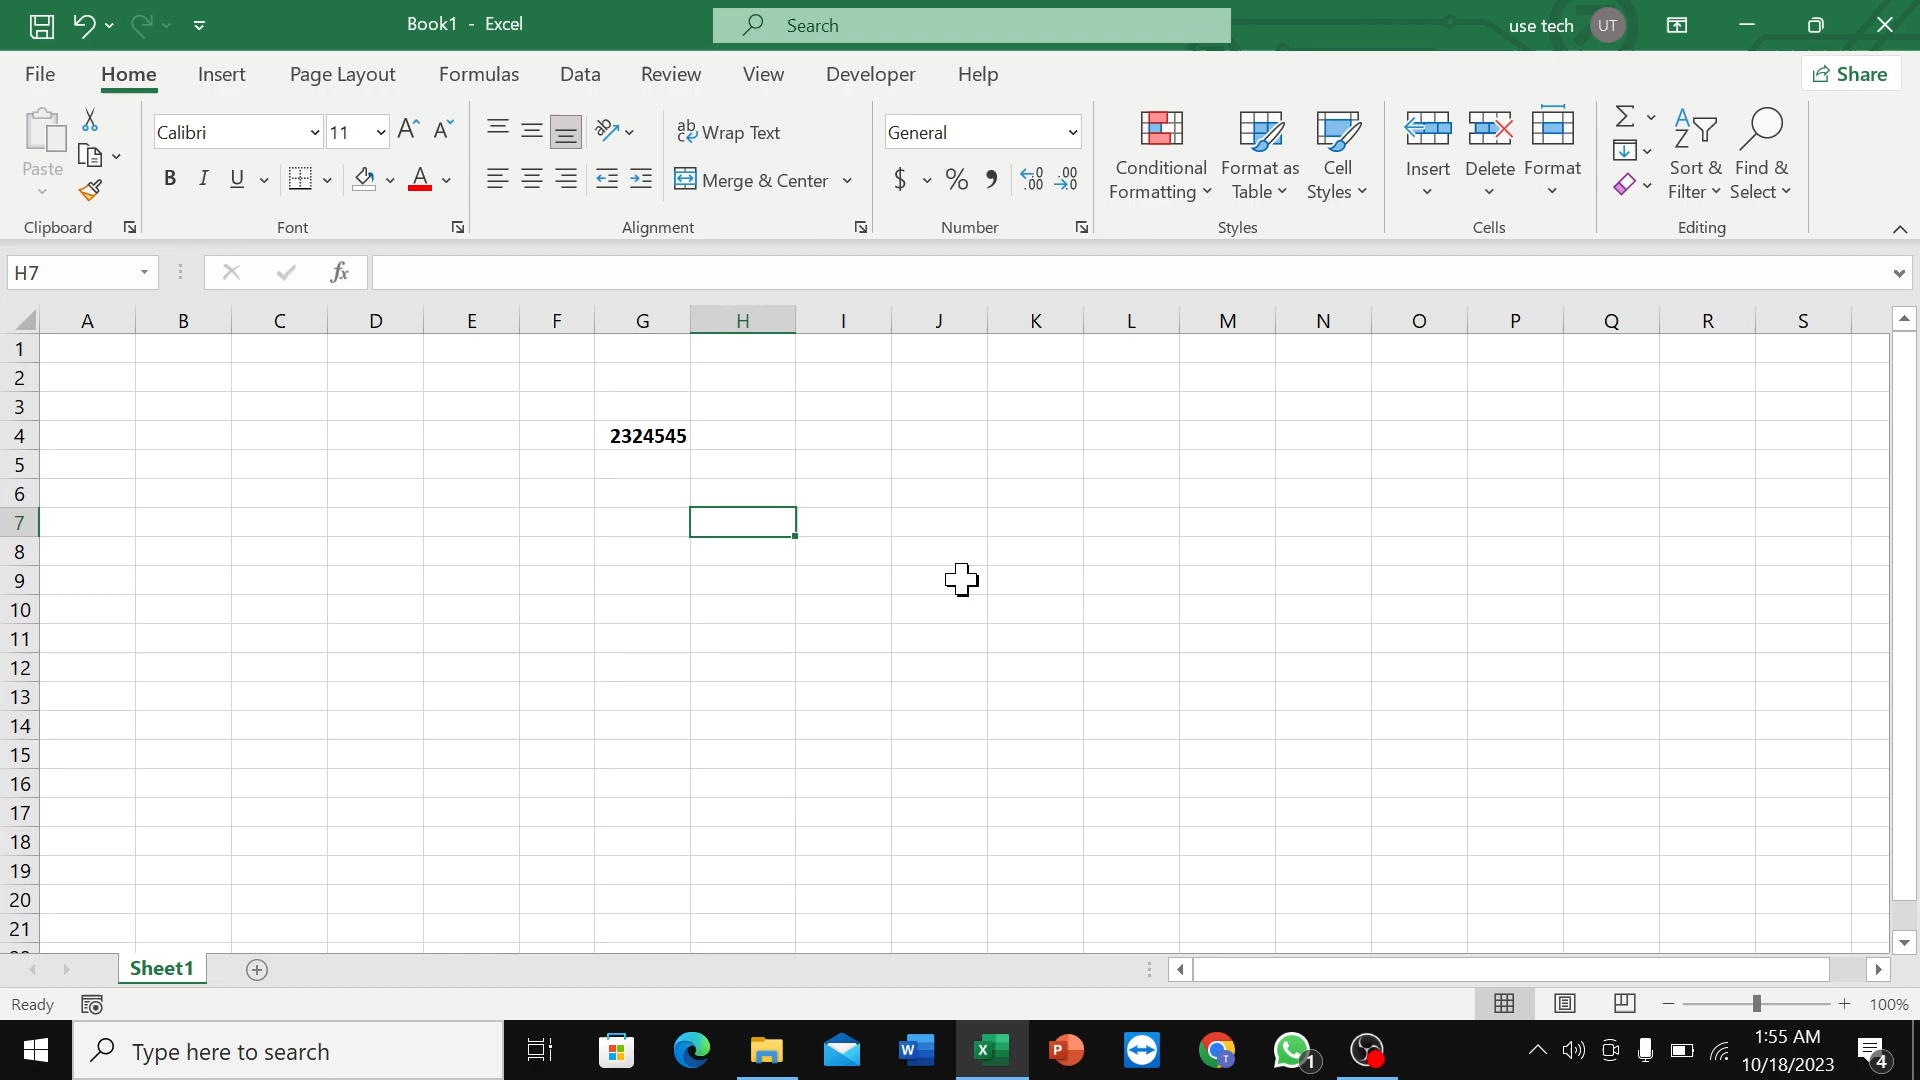 Book1 - Excel
Search
use tech UT
File Home Insert Page Layout Formulas Data Review View Developer Help Share
Paste
Calibri 11
B I U A
ab Wrap Text
Merge & Center
General
$ % ,
Conditional Formatting
Format as Table
Cell Styles
Insert Delete Format
Sort & Filter
Find & Select
Clipboard Font Alignment Number Styles Cells Editing
H7 fx
A B C D E F G H I J K L M N O P Q R S
1
2
3
4 2324545
5
6
7
8
9
10
11
12
13
14
15
16
17
18
19
20
21
Sheet1
Ready 100%
Type here to search
1
1:55 AM
10/18/2023
4